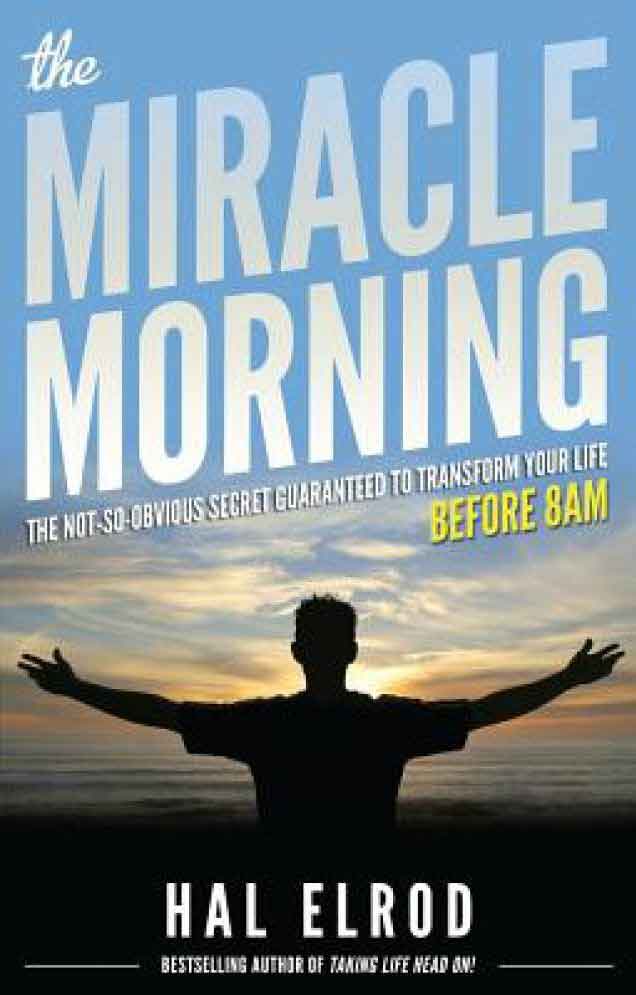 the
MIRACLE
MORNING
THE NOT-SO-OBVIOUS SECRET GUARANTEED TO TRANSFORM YOUR LIFE
BEFORE 8AM
HAL ELROD
BESTSELLING AUTHOR OF TAKING LIFE HEAD ON!